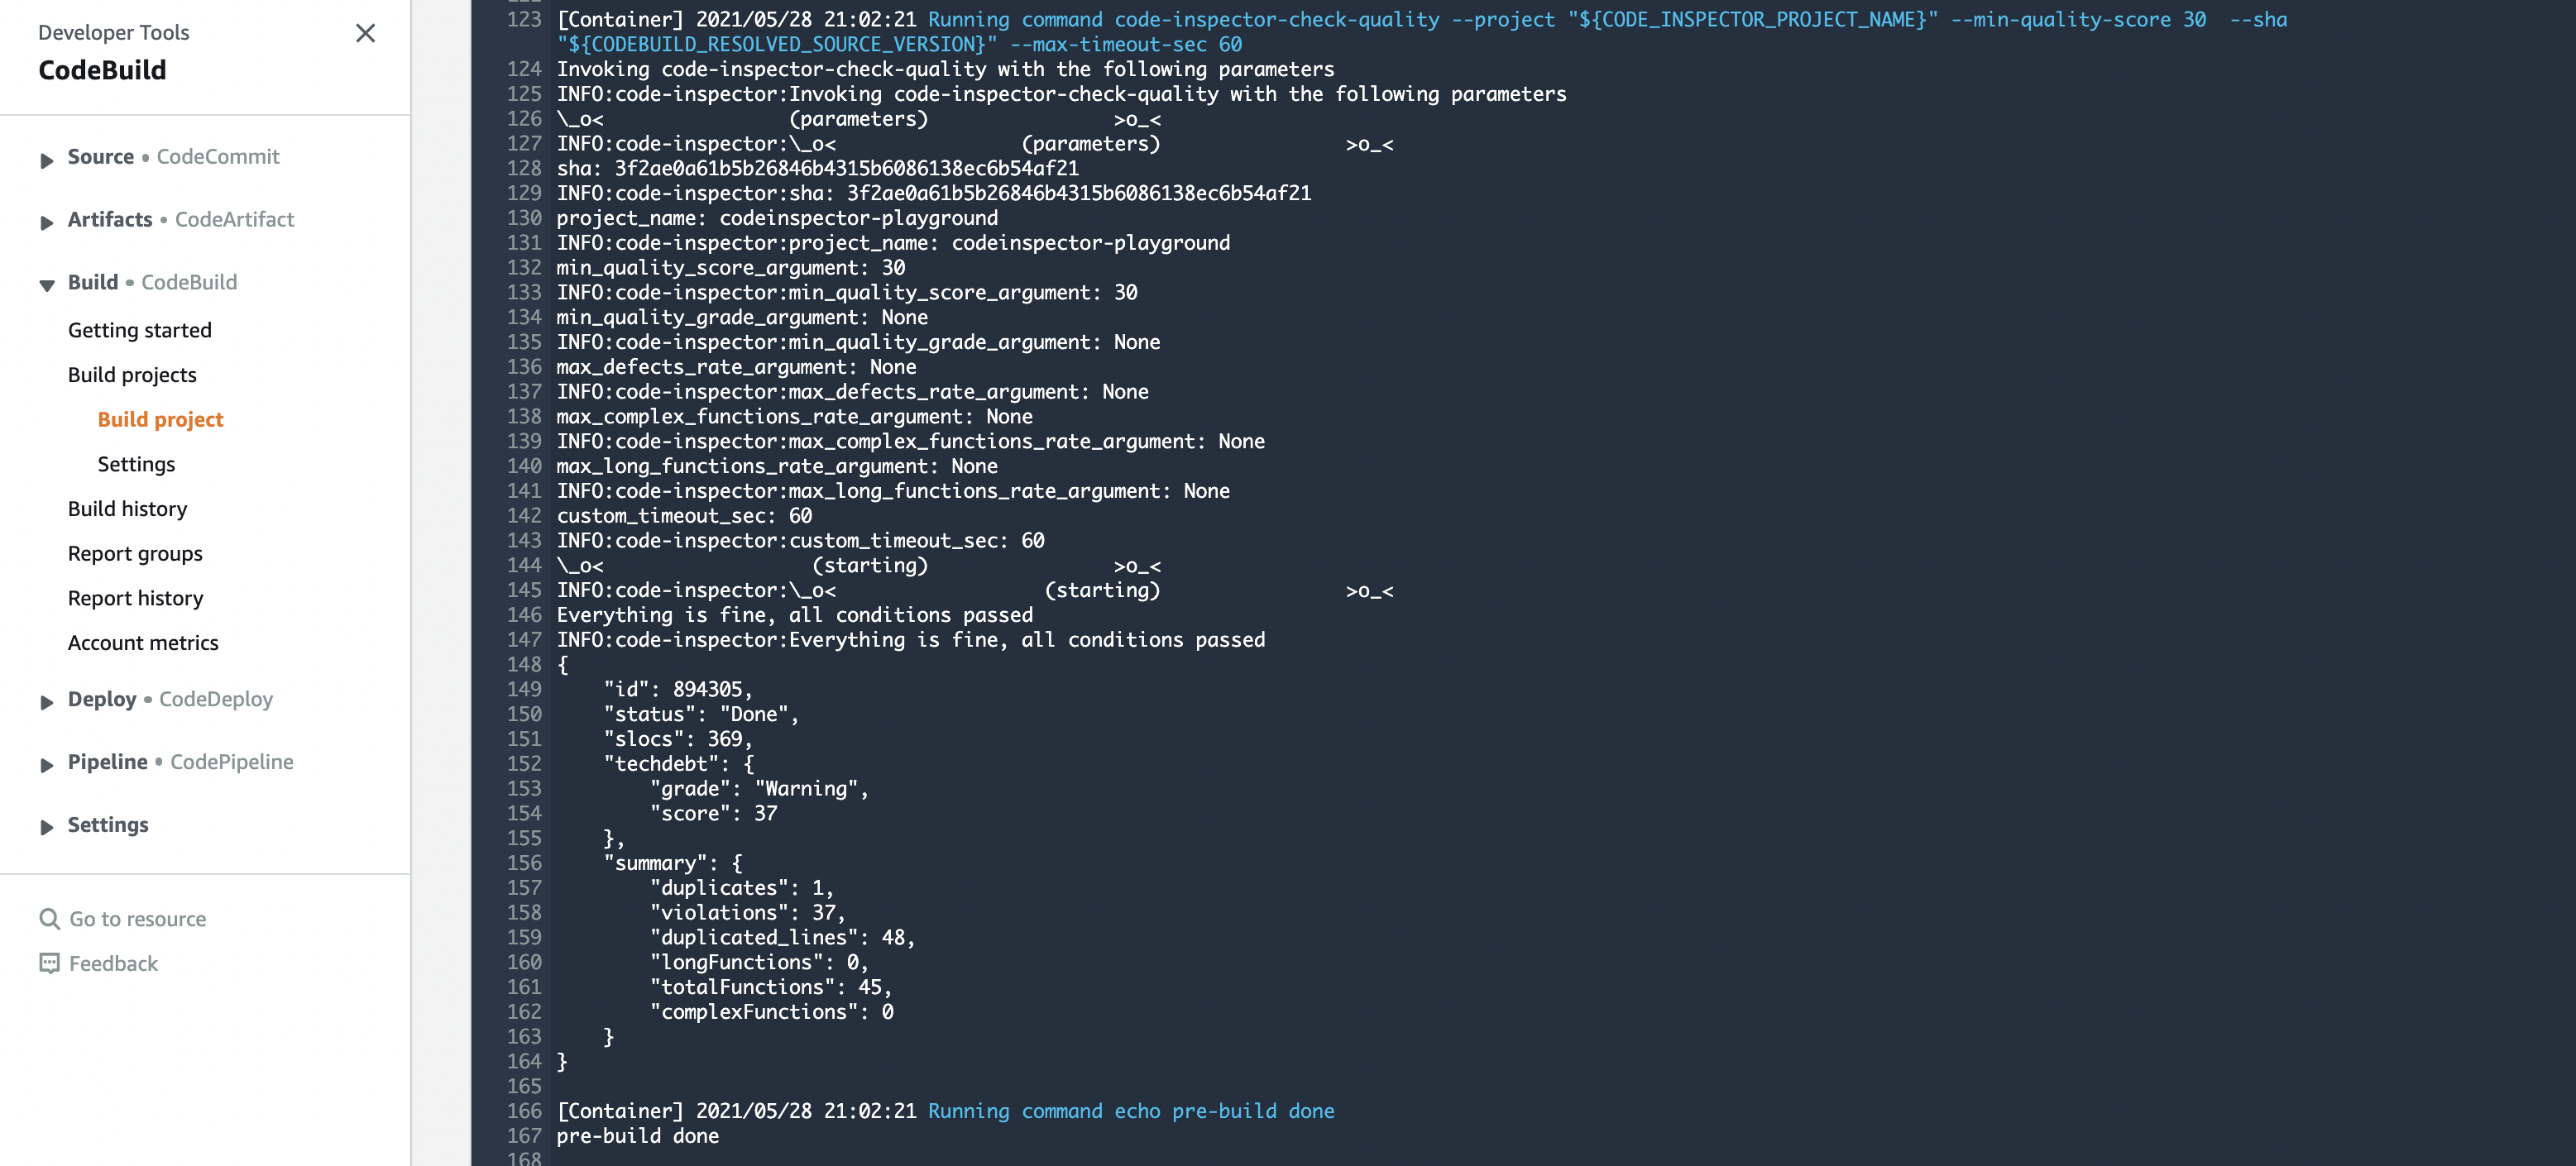 Developer Tools
CodeBuild
Source • CodeCommit
Artifacts • CodeArtifact
Build • CodeBuild
Getting started
Build projects
Build project
Settings
Build history
Report groups
Report history
Account metrics
Deploy • CodeDeploy
Pipeline • CodePipeline
Settings
Go to resource
Feedback
123 [Container] 2021/05/28 21:02:21 Running command code-inspector-check-quality --project "${CODE_INSPECTOR_PROJECT_NAME}" --min-quality-score 30  --sha
"${CODEBUILD_RESOLVED_SOURCE_VERSION}" --max-timeout-sec 60
124 Invoking code-inspector-check-quality with the following parameters
125 INFO:code-inspector:Invoking code-inspector-check-quality with the following parameters
126 \_o<                (parameters)                >o_<
127 INFO:code-inspector:\_o<                (parameters)                >o_<
128 sha: 3f2ae0a61b5b26846b4315b6086138ec6b54af21
129 INFO:code-inspector:sha: 3f2ae0a61b5b26846b4315b6086138ec6b54af21
130 project_name: codeinspector-playground
131 INFO:code-inspector:project_name: codeinspector-playground
132 min_quality_score_argument: 30
133 INFO:code-inspector:min_quality_score_argument: 30
134 min_quality_grade_argument: None
135 INFO:code-inspector:min_quality_grade_argument: None
136 max_defects_rate_argument: None
137 INFO:code-inspector:max_defects_rate_argument: None
138 max_complex_functions_rate_argument: None
139 INFO:code-inspector:max_complex_functions_rate_argument: None
140 max_long_functions_rate_argument: None
141 INFO:code-inspector:max_long_functions_rate_argument: None
142 custom_timeout_sec: 60
143 INFO:code-inspector:custom_timeout_sec: 60
144 \_o<                  (starting)                >o_<
145 INFO:code-inspector:\_o<                  (starting)                >o_<
146 Everything is fine, all conditions passed
147 INFO:code-inspector:Everything is fine, all conditions passed
148 {
149     "id": 894305,
150     "status": "Done",
151     "slocs": 369,
152     "techdebt": {
153         "grade": "Warning",
154         "score": 37
155     },
156     "summary": {
157         "duplicates": 1,
158         "violations": 37,
159         "duplicated_lines": 48,
160         "longFunctions": 0,
161         "totalFunctions": 45,
162         "complexFunctions": 0
163     }
164 }
165
166 [Container] 2021/05/28 21:02:21 Running command echo pre-build done
167 pre-build done
168